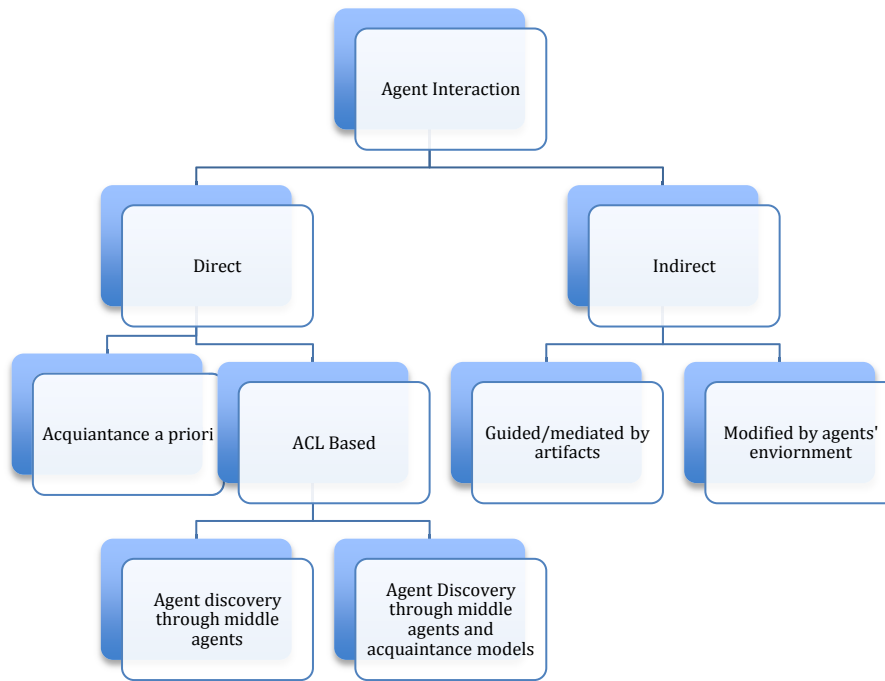 Agent Interaction
Direct
Indirect
Acquiantance a priori
ACL Based
Guided/mediated by
artifacts
Modified by agents'
enviornment
Agent discovery
through middle
agents
Agent Discovery
through middle
agents and
acquaintance models